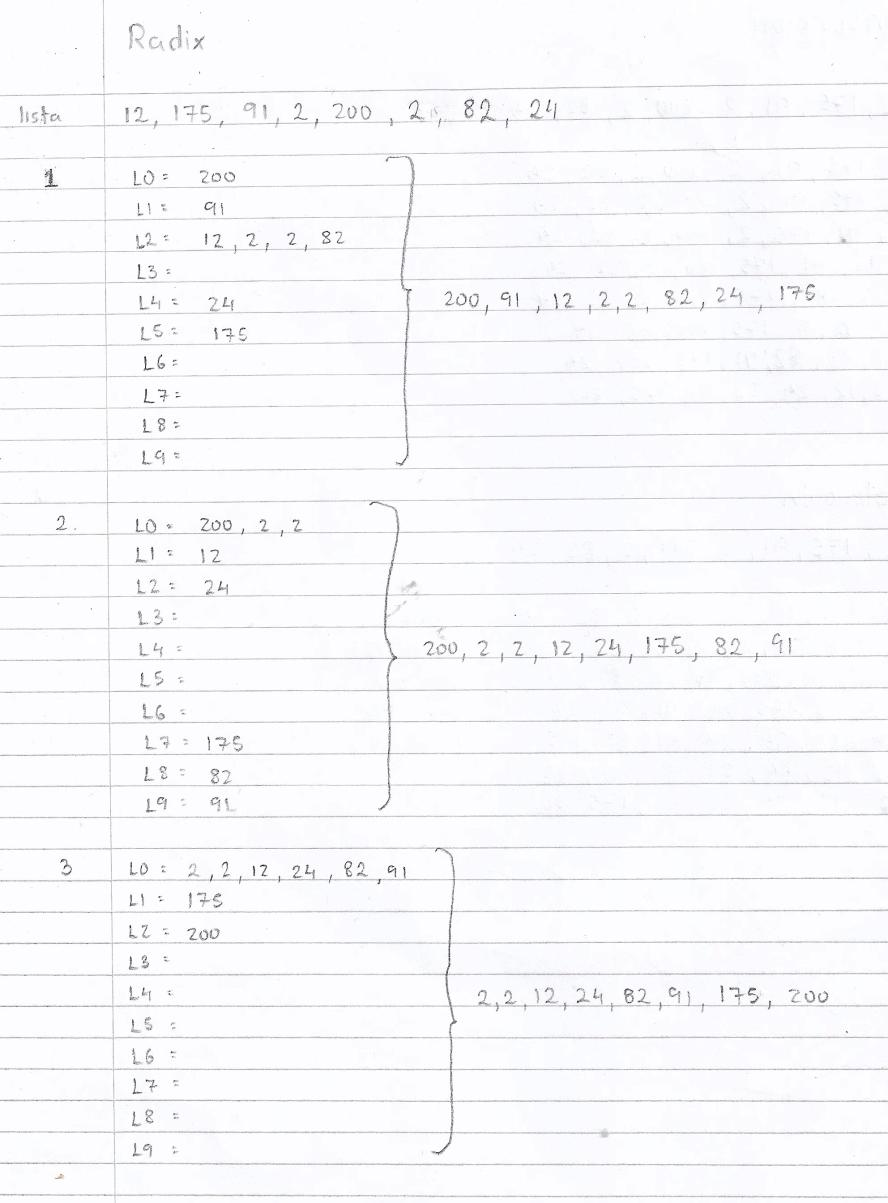 Radix
lista 12, 175, 91, 2, 200, 2, 82, 24
1 L0= 200
L1= 91
L2= 12, 2, 2, 82
L3=
L4= 24
L5= 175
L6=
L7=
L8=
L9=
200, 91, 12, 2, 2, 82, 24, 175
2. L0= 200, 2, 2
L1= 12
L2= 24
L3=
L4=
L5=
L6=
L7= 175
L8= 82
L9= 91
200, 2, 2, 12, 24, 175, 82, 91
3 L0= 2, 2, 12, 24, 82, 91
L1= 175
L2= 200
L3=
L4=
L5=
L6=
L7=
L8=
L9=
2, 2, 12, 24, 82, 91, 175, 200